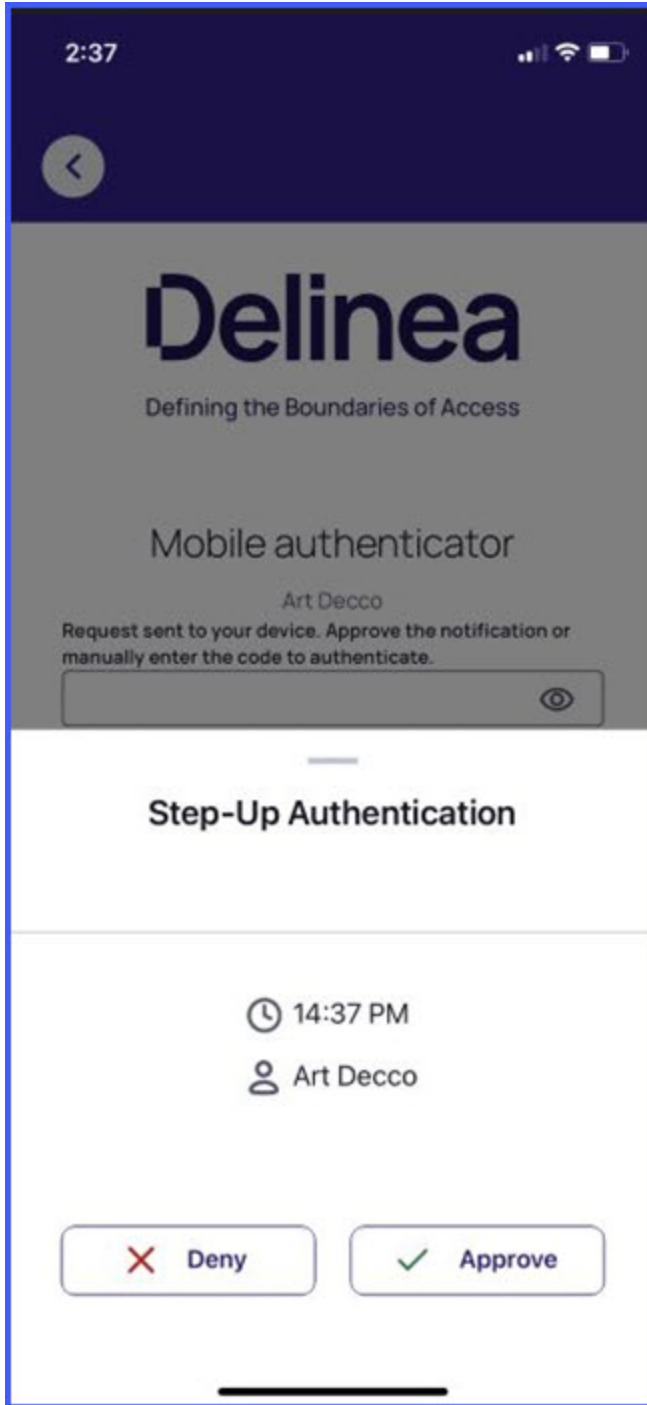 2:37
Delinea
Defining the Boundaries of Access
Mobile authenticator
Art Decco
Request sent to your device. Approve the notification or
manually enter the code to authenticate.
Step-Up Authentication
14:37 PM
Art Decco
Deny
Approve